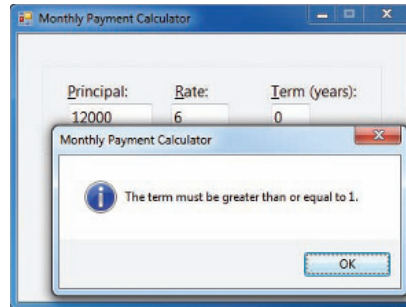 Monthly Payment Calculator
Principal: Rate: Term (years):
12000 6 0
Monthly Payment Calculator
The term must be greater than or equal to 1.
OK